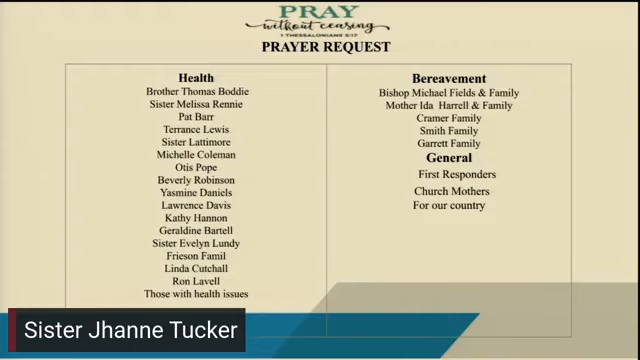 PRAY
without ceasing
1 THESSALONIANS 5:17
PRAYER REQUEST
Health
Brother Thomas Boddie
Sister Melissa Rennie
Pat Barr
Terrance Lewis
Sister Lattimore
Michelle Coleman
Otis Pope
Beverly Robinson
Yasmine Daniels
Lawrence Davis
Kathy Hannon
Geraldine Bartell
Sister Evelyn Lundy
Frieson Famil
Linda Cutchall
Ron Lavell
Those with health issues
Bereavement
Bishop Michael Fields & Family
Mother Ida Harrell & Family
Cramer Family
Smith Family
Garrett Family
General
First Responders
Church Mothers
For our country
Sister Jhanne Tucker